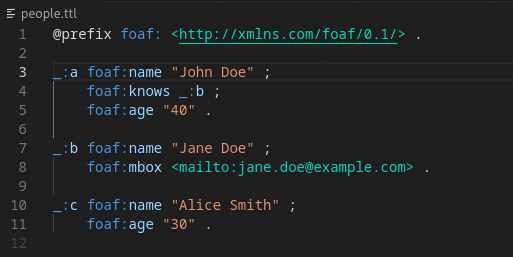 people.ttl
1 @prefix foaf: <http://xmlns.com/foaf/0.1/> .
2
3 _:a foaf:name "John Doe" ;
4     foaf:knows _:b ;
5     foaf:age "40" .
6
7 _:b foaf:name "Jane Doe" ;
8     foaf:mbox <mailto:jane.doe@example.com> .
9
10 _:c foaf:name "Alice Smith" ;
11     foaf:age "30" .
12